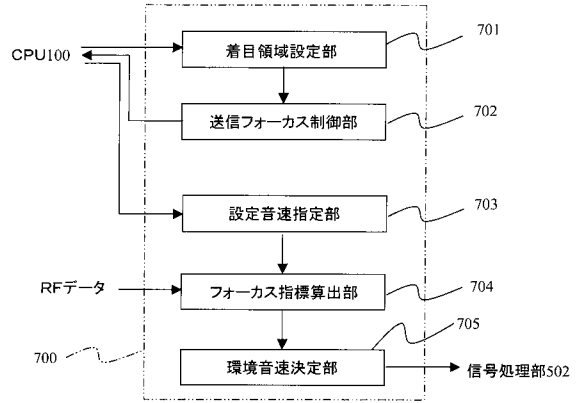 着目領域設定部
701
CPU100
送信フォーカス制御部
702
設定音速指定部
703
RFデータ
フォーカス指標算出部
704
705
700
環境音速決定部
信号処理部502